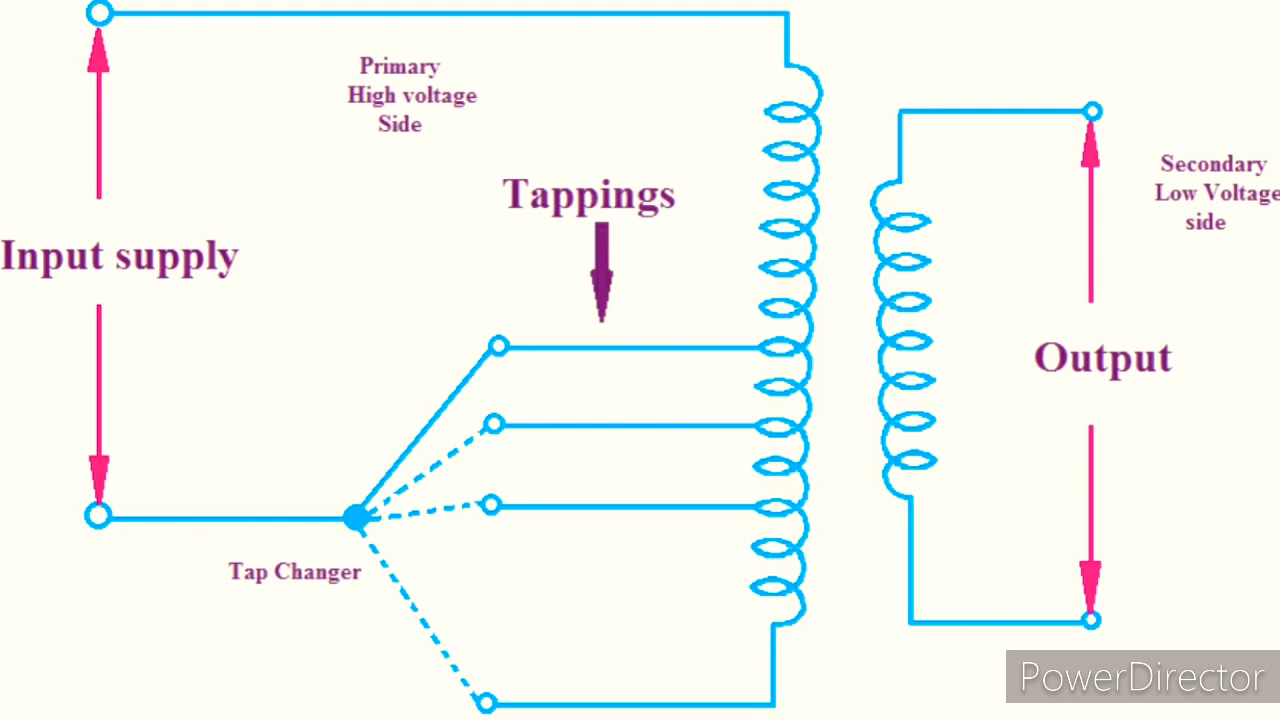 Primary
High voltage
Side
Tappings
Input supply
Secondary
Low Voltage
side
Output
Tap Changer
PowerDirector